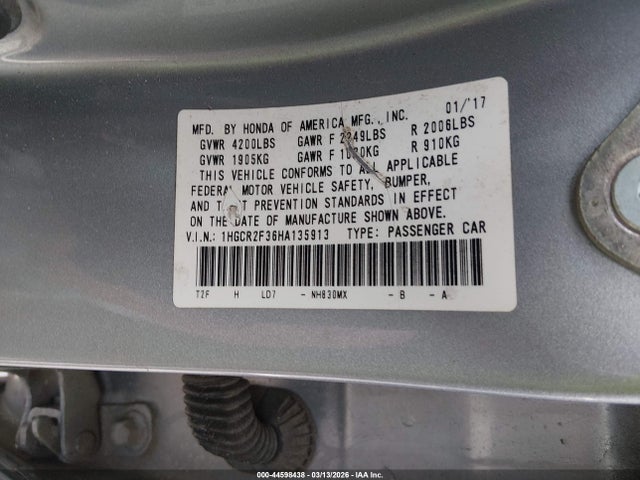 MFD. BY HONDA OF AMERICA MFG., INC. 01/'17
GVWR 4200LBS GAWR F 2249LBS R 2006LBS
GVWR 1905KG GAWR F 1020KG R 910KG
THIS VEHICLE CONFORMS TO ALL APPLICABLE
FEDERAL MOTOR VEHICLE SAFETY, BUMPER,
AND THEFT PREVENTION STANDARDS IN EFFECT
ON THE DATE OF MANUFACTURE SHOWN ABOVE.
V.I.N.: 1HGCR2F36HA135913 TYPE: PASSENGER CAR
T2F H LD7 - NH830MX - B - A
000-44598438 | 03/13/2026 | IAA Inc.